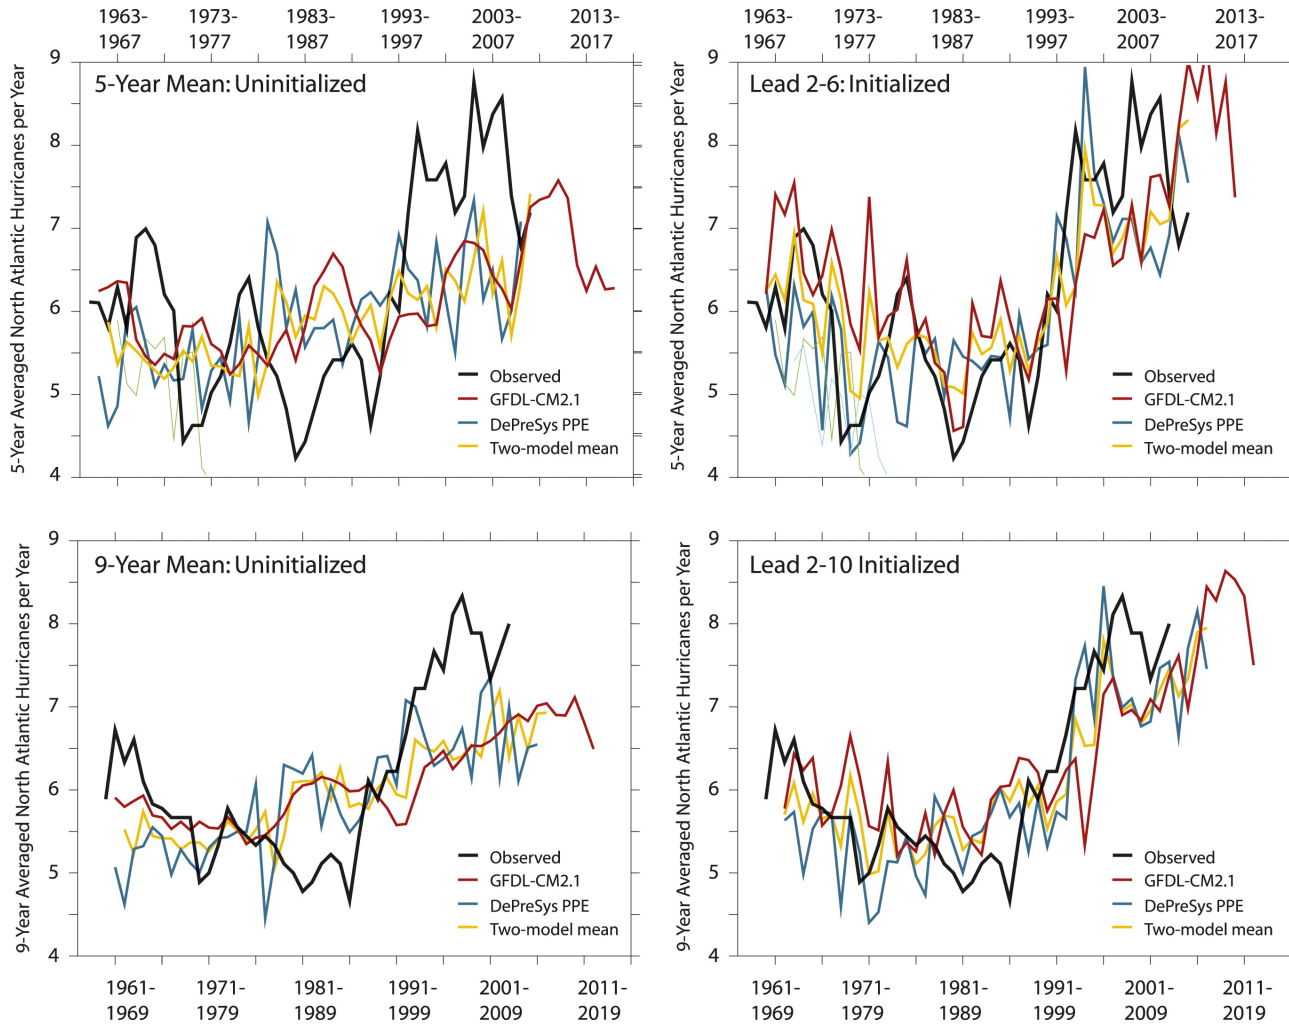 1963- 1973- 1983- 1993- 2003- 2013-
1967 1977 1987 1997 2007 2017
1963- 1973- 1983- 1993- 2003- 2013-
1967 1977 1987 1997 2007 2017
5-Year Averaged North Atlantic Hurricanes per Year
9
8
7
6
5
4
5-Year Mean: Uninitialized
Observed
GFDL-CM2.1
DePreSys PPE
Two-model mean
5-Year Averaged North Atlantic Hurricanes per Year
9
8
7
6
5
4
Lead 2-6: Initialized
Observed
GFDL-CM2.1
DePreSys PPE
Two-model mean
9-Year Averaged North Atlantic Hurricanes per Year
9
8
7
6
5
4
9-Year Mean: Uninitialized
Observed
GFDL-CM2.1
DePreSys PPE
Two-model mean
1961- 1971- 1981- 1991- 2001- 2011-
1969 1979 1989 1999 2009 2019
9-Year Averaged North Atlantic Hurricanes per Year
9
8
7
6
5
4
Lead 2-10 Initialized
Observed
GFDL-CM2.1
DePreSys PPE
Two-model mean
1961- 1971- 1981- 1991- 2001- 2011-
1969 1979 1989 1999 2009 2019